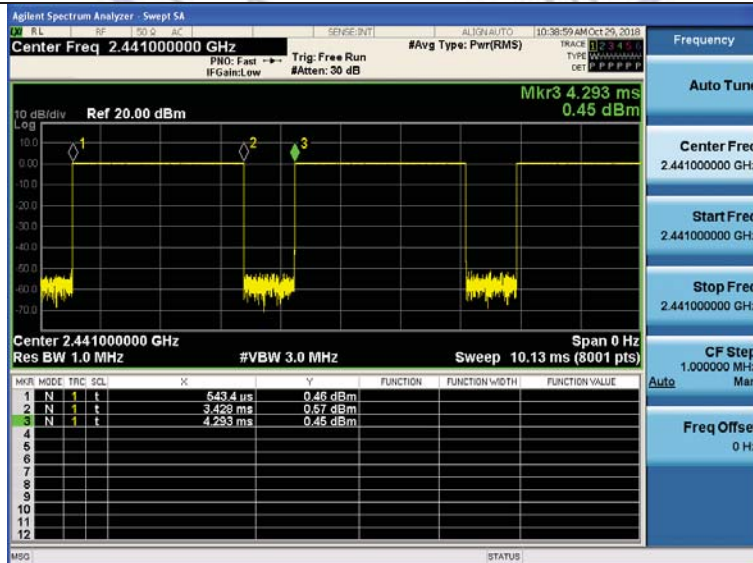 Agilent Spectrum Analyzer - Swept SA
RL RF 50 Ω AC SENSE:INT ALIGNAUTO 10:38:59 AM Oct 29, 2018
Center Freq 2.441000000 GHz #Avg Type: Pwr(RMS) TRACE 1 2 3 4 5 6
PNO: Fast Trig: Free Run TYPE
IFGain:Low #Atten: 30 dB DET P P P P P P
Mkr3 4.293 ms
10 dB/div Ref 20.00 dBm 0.45 dBm
Log
10.0
0.00
-10.0
-20.0
-30.0
-40.0
-50.0
-60.0
-70.0
1 2 3
Center 2.441000000 GHz Span 0 Hz
Res BW 1.0 MHz #VBW 3.0 MHz Sweep 10.13 ms (8001 pts)
MKR MODE TRC SCL X Y FUNCTION FUNCTION WIDTH FUNCTION VALUE
1 N 1 t 543.4 µs 0.46 dBm
2 N 1 t 3.428 ms 0.57 dBm
3 N 1 t 4.293 ms 0.45 dBm
4
5
6
7
8
9
10
11
12
MSG STATUS
Frequency
Auto Tune
Center Freq
2.441000000 GHz
Start Freq
2.441000000 GHz
Stop Freq
2.441000000 GHz
CF Step
1.000000 MHz
Auto Man
Freq Offset
0 Hz